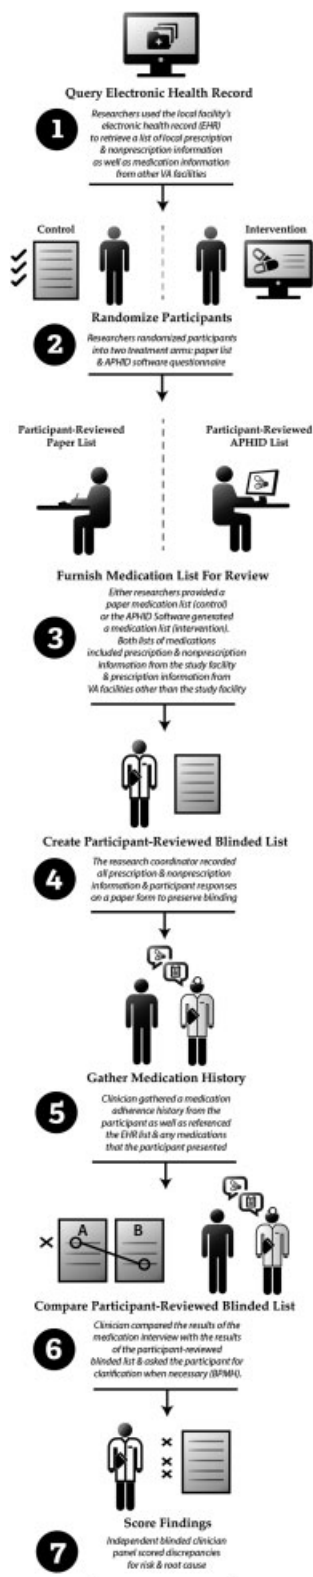 Query Electronic Health Record
1
Researchers used the local facility's
electronic health record (EHR)
to retrieve a list of local prescription
& nonprescription information
as well as medication information
from other VA facilities
Control
Intervention
Randomize Participants
2
Researchers randomized participants
into two treatment arms: paper list
& APHID software questionnaire
Participant-Reviewed
Paper List
Participant-Reviewed
APHID List
Furnish Medication List For Review
3
Either researchers provided a
paper medication list (control)
or the APHID Software generated
a medication list (intervention).
Both lists of medications
included prescription & nonprescription
information from the study facility
& prescription information from
VA facilities other than the study facility
Create Participant-Reviewed Blinded List
4
The reasearch coordinator recorded
all prescription & nonprescription
information & participant responses
on a paper form to preserve blinding
Gather Medication History
5
Clinician gathered a medication
adherence history from the
participant as well as referenced
the EHR list & any medications
that the participant presented
A
B
Compare Participant-Reviewed Blinded List
6
Clinician compared the results of the
medication interview with the results
of the participant-reviewed
blinded list & asked the participant for
clarification when necessary (BPMH).
Score Findings
7
Independent blinded clinician
panel scored discrepancies
for risk & root cause